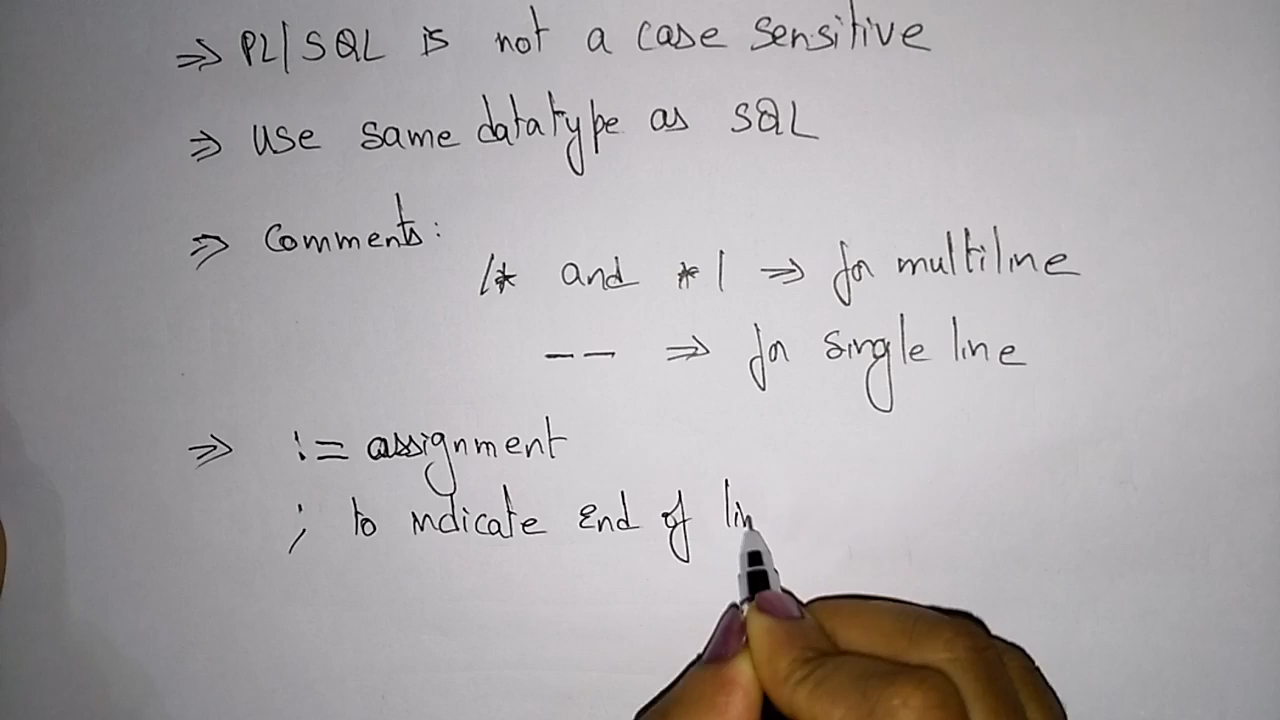 ⇒ PL/SQL is not a case sensitive
⇒ Use same datatype as SQL
⇒ Comments:
/* and */ ⇒ for multiline
-- ⇒ for single line
⇒ := assignment
; to indicate End of lin